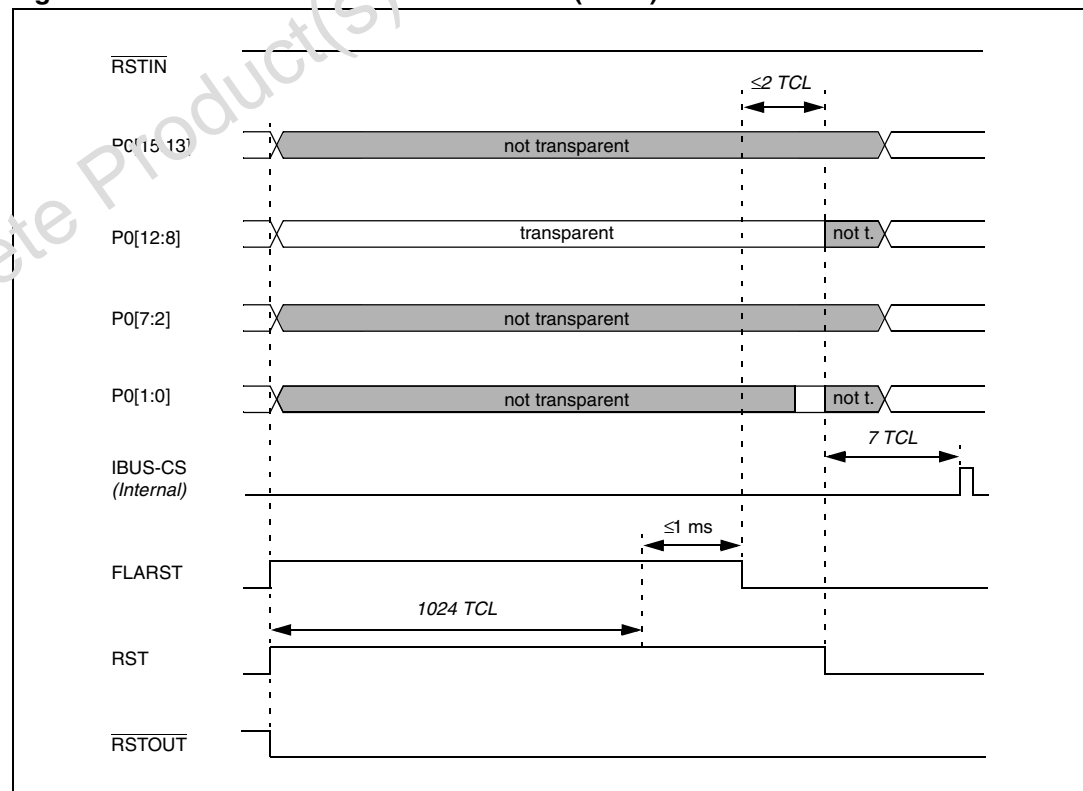 RSTIN
≤2 TCL
P0[15:13]
not transparent
P0[12:8]
transparent
not t.
P0[7:2]
not transparent
P0[1:0]
not transparent
not t.
7 TCL
IBUS-CS
(Internal)
≤1 ms
FLARST
1024 TCL
RST
RSTOUT
Product(s)